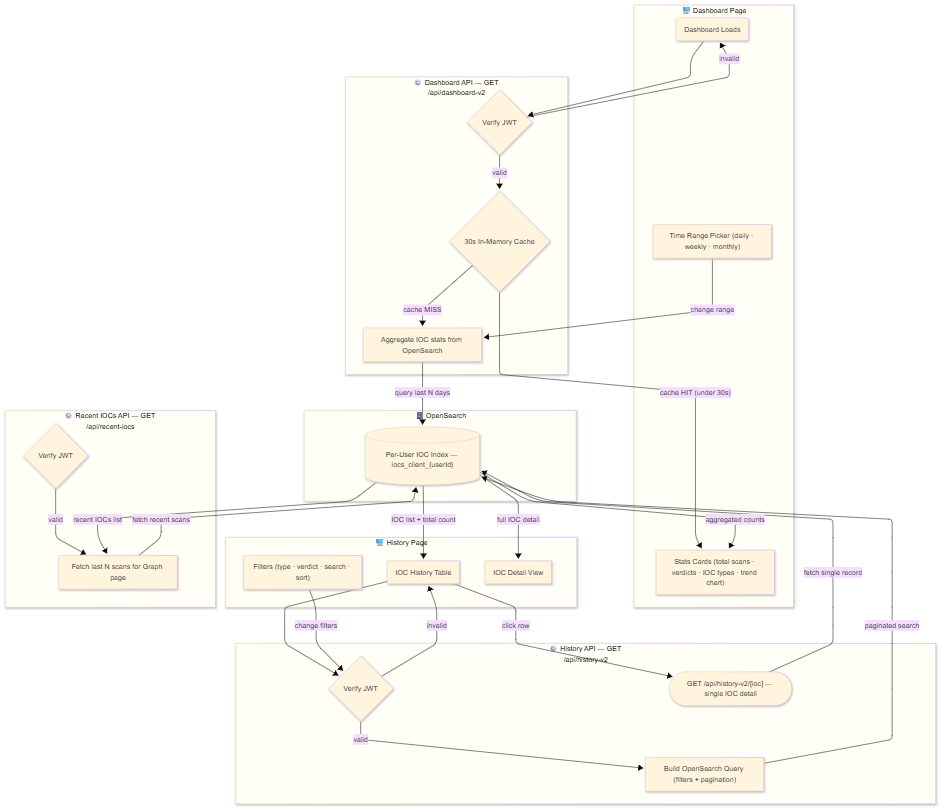 Dashboard Page
Dashboard Loads
invalid
Dashboard API — GET
/api/dashboard-v2
Verify JWT
valid
30s In-Memory Cache
Time Range Picker (daily ·
weekly · monthly)
cache MISS
change range
Aggregate IOC stats from
OpenSearch
query last N days
cache HIT (under 30s)
Recent IOCs API — GET
/api/recent-iocs
OpenSearch
Verify JWT
Per-User IOC Index —
iocs_client_{userId}
valid
recent IOCs list
fetch recent scans
IOC list + total count
full IOC detail
aggregated counts
History Page
Fetch last N scans for Graph
page
Filters (type · verdict · search ·
sort)
IOC History Table
IOC Detail View
Stats Cards (total scans ·
verdicts · IOC types · trend
chart)
fetch single record
change filters
invalid
click row
paginated search
History API — GET
/api/history-v2
Verify JWT
GET /api/history-v2/[ioc] —
single IOC detail
valid
Build OpenSearch Query
(filters + pagination)